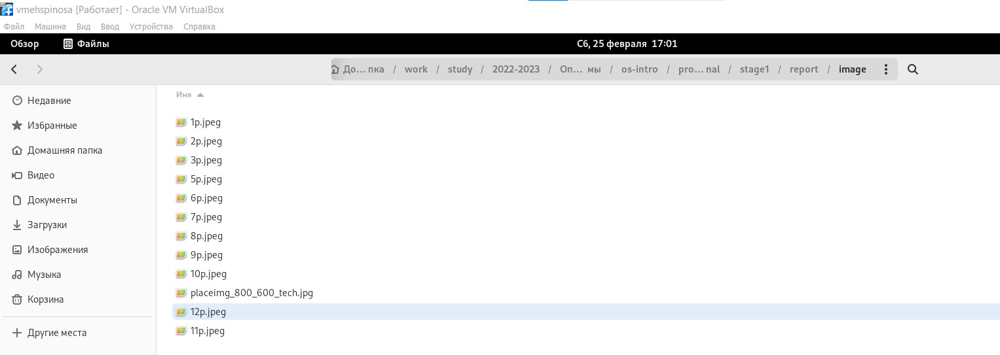 vmehspinosa [Работает] - Oracle VM VirtualBox
Файл Машина Вид Ввод Устройства Справка
Обзор Файлы Сб, 25 февраля 17:01
До… пка / work / study / 2022-2023 / Оп… мы / os-intro / pro… nal / stage1 / report / image
Недавние
Избранные
Домашняя папка
Видео
Документы
Загрузки
Изображения
Музыка
Корзина
Другие места
Имя
1p.jpeg
2p.jpeg
3p.jpeg
5p.jpeg
6p.jpeg
7p.jpeg
8p.jpeg
9p.jpeg
10p.jpeg
placeimg_800_600_tech.jpg
12p.jpeg
11p.jpeg